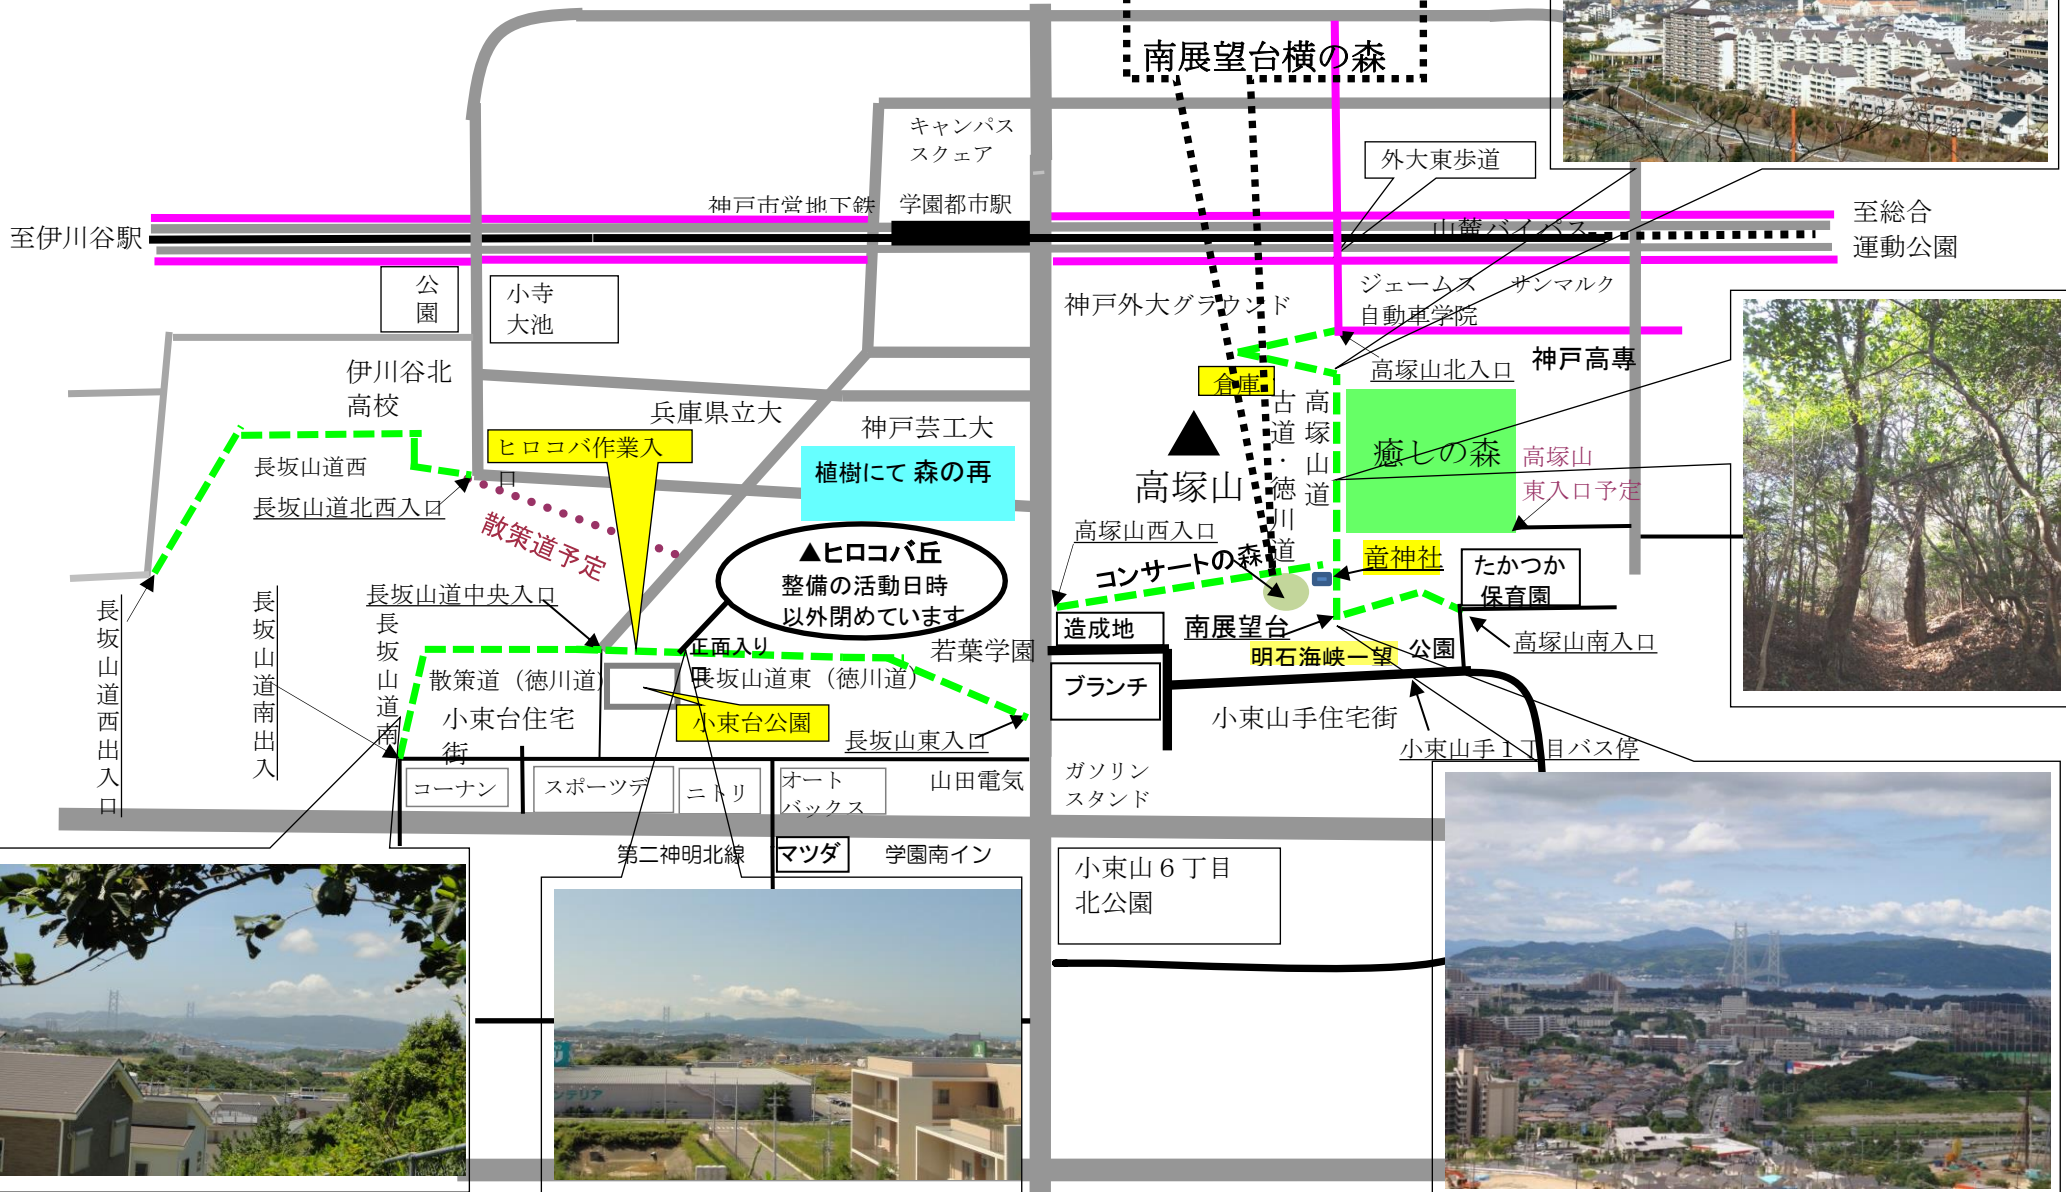 南展望台横の森
キャンパス
スクェア
外大東歩道
神戸市営地下鉄
学園都市駅
至総合
運動公園
山麓バイパス
至伊川谷駅
公
園
小寺
大池
神戸外大グラウンド
ジェームス
自動車学院
サンマルク
神戸高専
高塚山北入口
倉庫
伊川谷北
高校
兵庫県立大
神戸芸工大
高塚山道
古道・徳川道
癒しの森
高塚山
東入口予定
▲
高塚山
ヒロコバ作業入
口
植樹にて 森の再
長坂山道西
長坂山道北西入口
散策道予定
高塚山西入口
コンサートの森
竜神社
たかつか
保育園
▲ヒロコバ丘
整備の活動日時
以外閉めています
長坂山道中央入口
長坂山道西出入口
長坂山道南出入
長坂山道南
造成地
南展望台
明石海峡一望
公園
高塚山南入口
正面入り
口
若葉学園
散策道（徳川道）
長坂山道東（徳川道）
ブランチ
小束台住宅
街
小束台公園
長坂山東入口
小束山手住宅街
小束山手１丁目バス停
コーナン
スポーツデ
ニトリ
オート
バックス
山田電気
ガソリン
スタンド
第二神明北線
マツダ
学園南イン
小束山６丁目
北公園
ンテリア